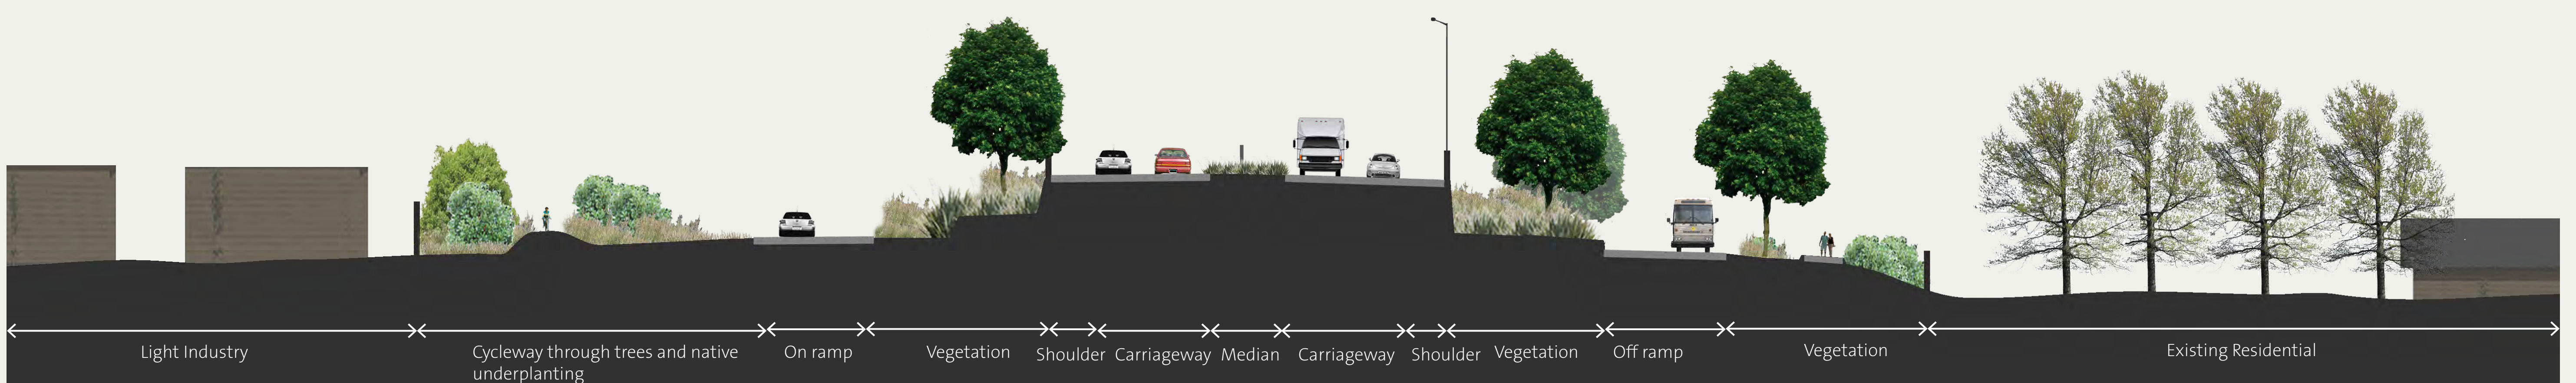 Light Industry
Cycleway through trees and native
underplanting
On ramp
Vegetation
Shoulder
Carriageway
Median
Carriageway
Shoulder
Vegetation
Off ramp
Vegetation
Existing Residential